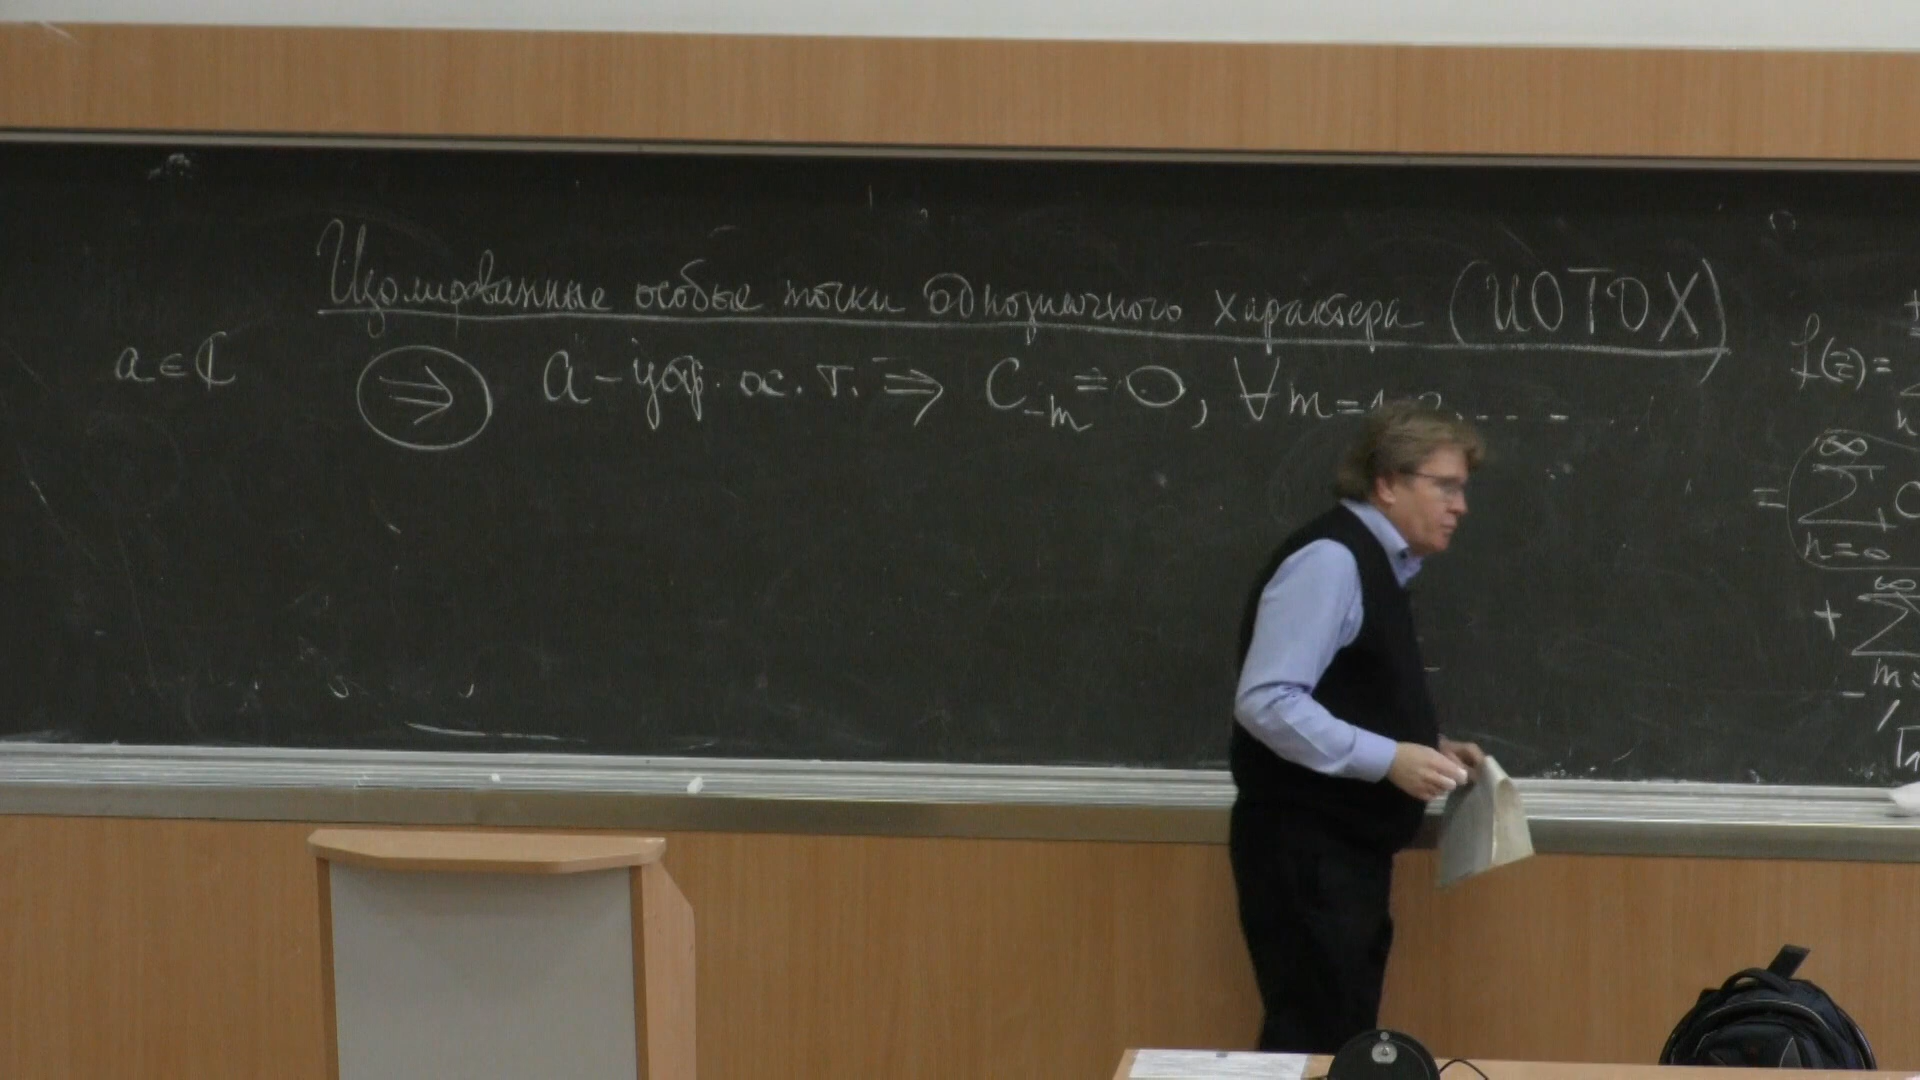 Изолированные особые точки однозначного характера (ИОТОХ)
a ∈ ℂ ⇒ a - устр. ос. т. ⇒ C₋ₘ = 0, ∀m=1,2,....
f(z) =
= ∞ ∑ n=0
+ ∞ ∑ m=